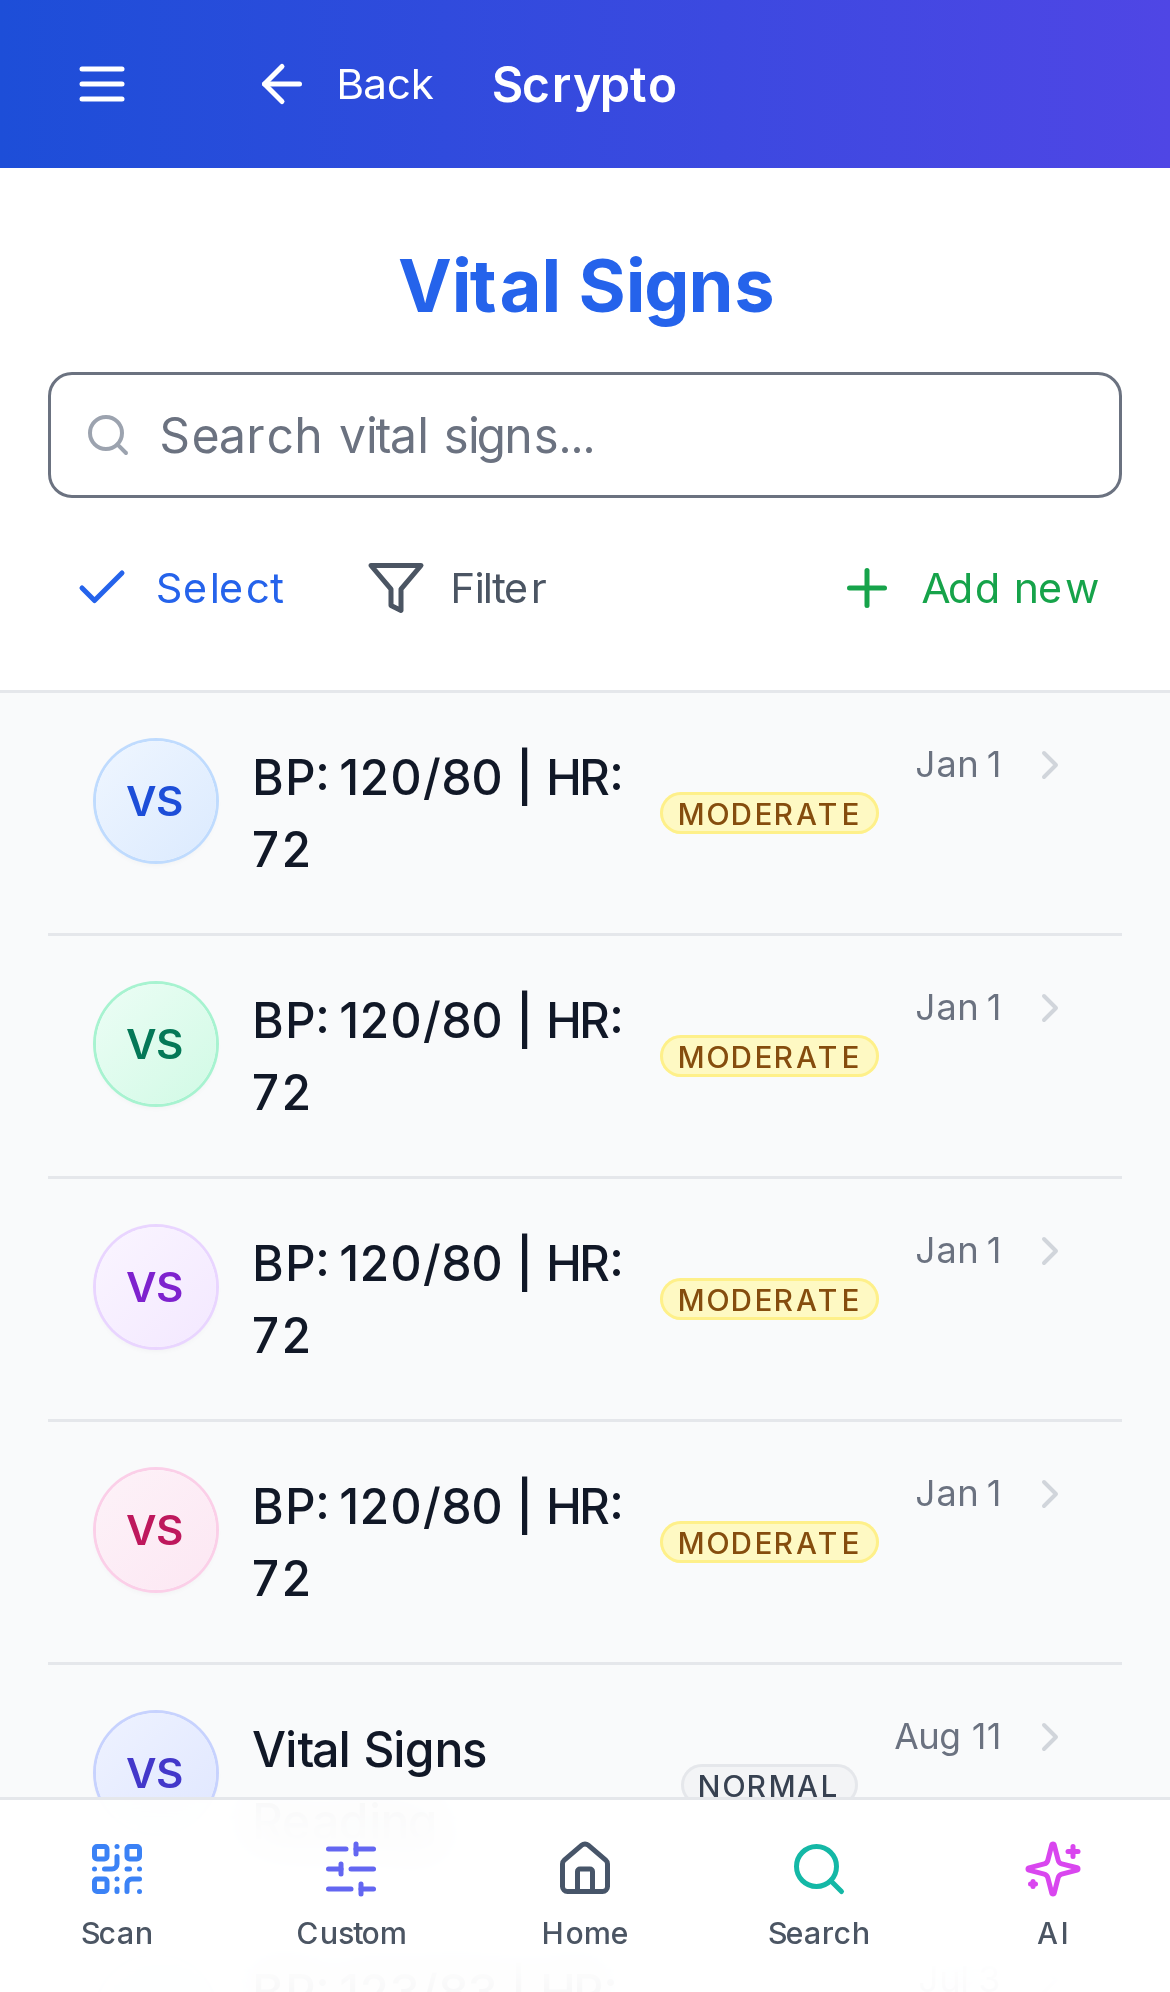 Back
Scrypto
Vital Signs
Search vital signs...
Select
Filter
Add new
VS
BP: 120/80 | HR:
72
MODERATE
Jan 1
VS
BP: 120/80 | HR:
72
MODERATE
Jan 1
VS
BP: 120/80 | HR:
72
MODERATE
Jan 1
VS
BP: 120/80 | HR:
72
MODERATE
Jan 1
VS
Vital Signs
Reading
NORMAL
Aug 11
Scan
Custom
Home
Search
AI